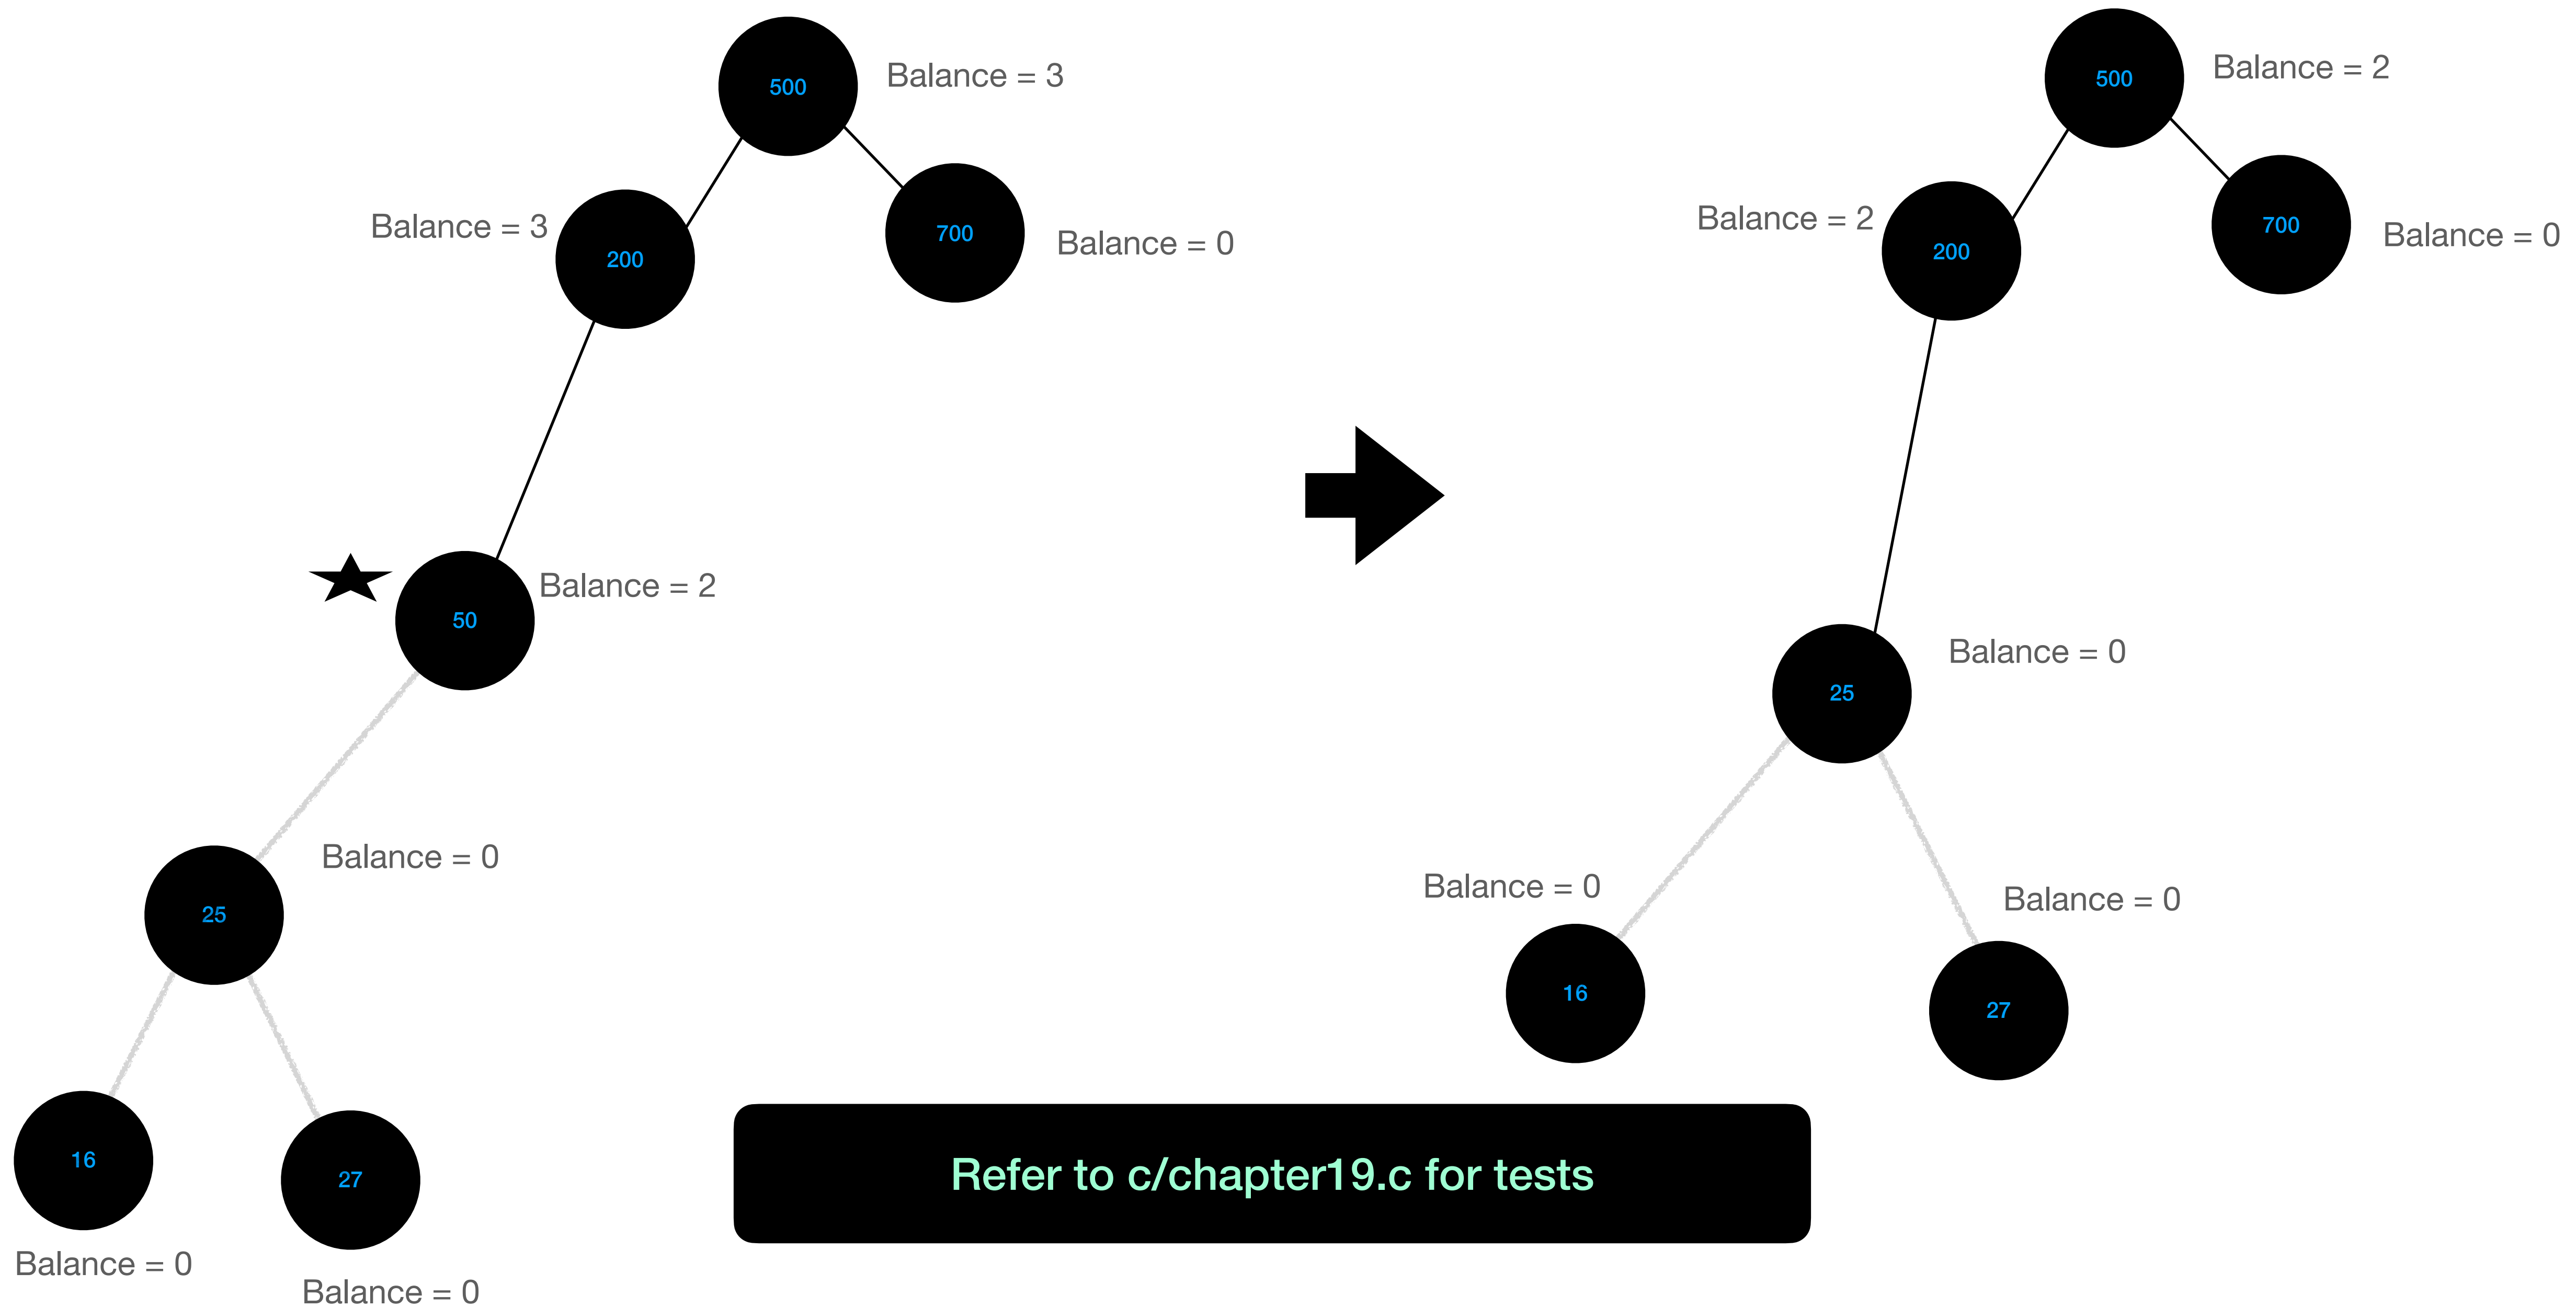 500
Balance = 3
Balance = 3
200
700
Balance = 0
50
Balance = 2
25
Balance = 0
16
27
Balance = 0
Balance = 0
500
Balance = 2
Balance = 2
200
700
Balance = 0
25
Balance = 0
Balance = 0
Balance = 0
16
27
Refer to c/chapter19.c for tests